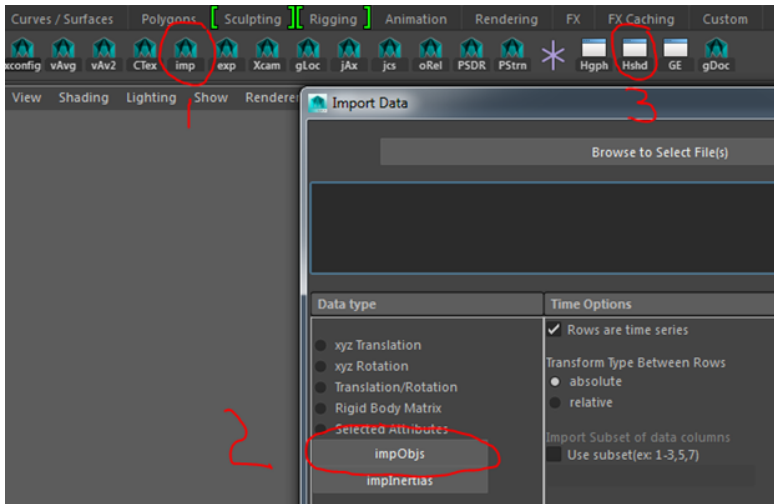 Curves / Surfaces Polygons Sculpting Rigging Animation Rendering FX FX Caching Custom
xconfig vAvg vAv2 CTex imp exp Xcam gLoc jAx jcs oRel PSDR PStrn Hgph Hshd GE gDoc
View Shading Lighting Show Renderer
1
3
Import Data
Browse to Select File(s)
Data type
Time Options
Rows are time series
xyz Translation
Transform Type Between Rows
xyz Rotation
absolute
Translation/Rotation
relative
Rigid Body Matrix
Selected Attributes
Import Subset of data columns
2.
impObjs
Use subset(ex: 1-3,5,7)
impInertias